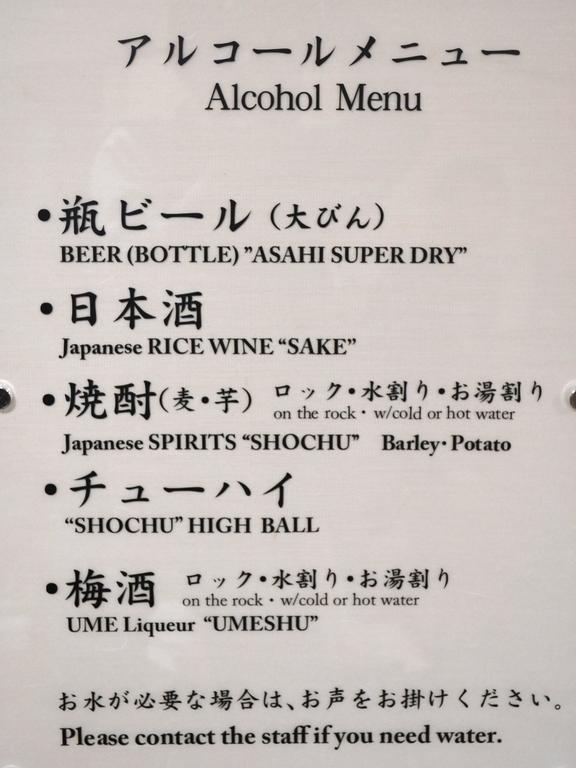 アルコールメニュー
Alcohol Menu
・瓶ビール（大びん）
BEER (BOTTLE) ”ASAHI SUPER DRY”
・日本酒
Japanese RICE WINE “SAKE”
・焼酎（麦・芋） ロック・水割り・お湯割り
on the rock・w/cold or hot water
Japanese SPIRITS “SHOCHU” Barley・Potato
・チューハイ
“SHOCHU” HIGH BALL
・梅酒 ロック・水割り・お湯割り
on the rock・w/cold or hot water
UME Liqueur “UMESHU”
お水が必要な場合は、お声をお掛けください。
Please contact the staff if you need water.